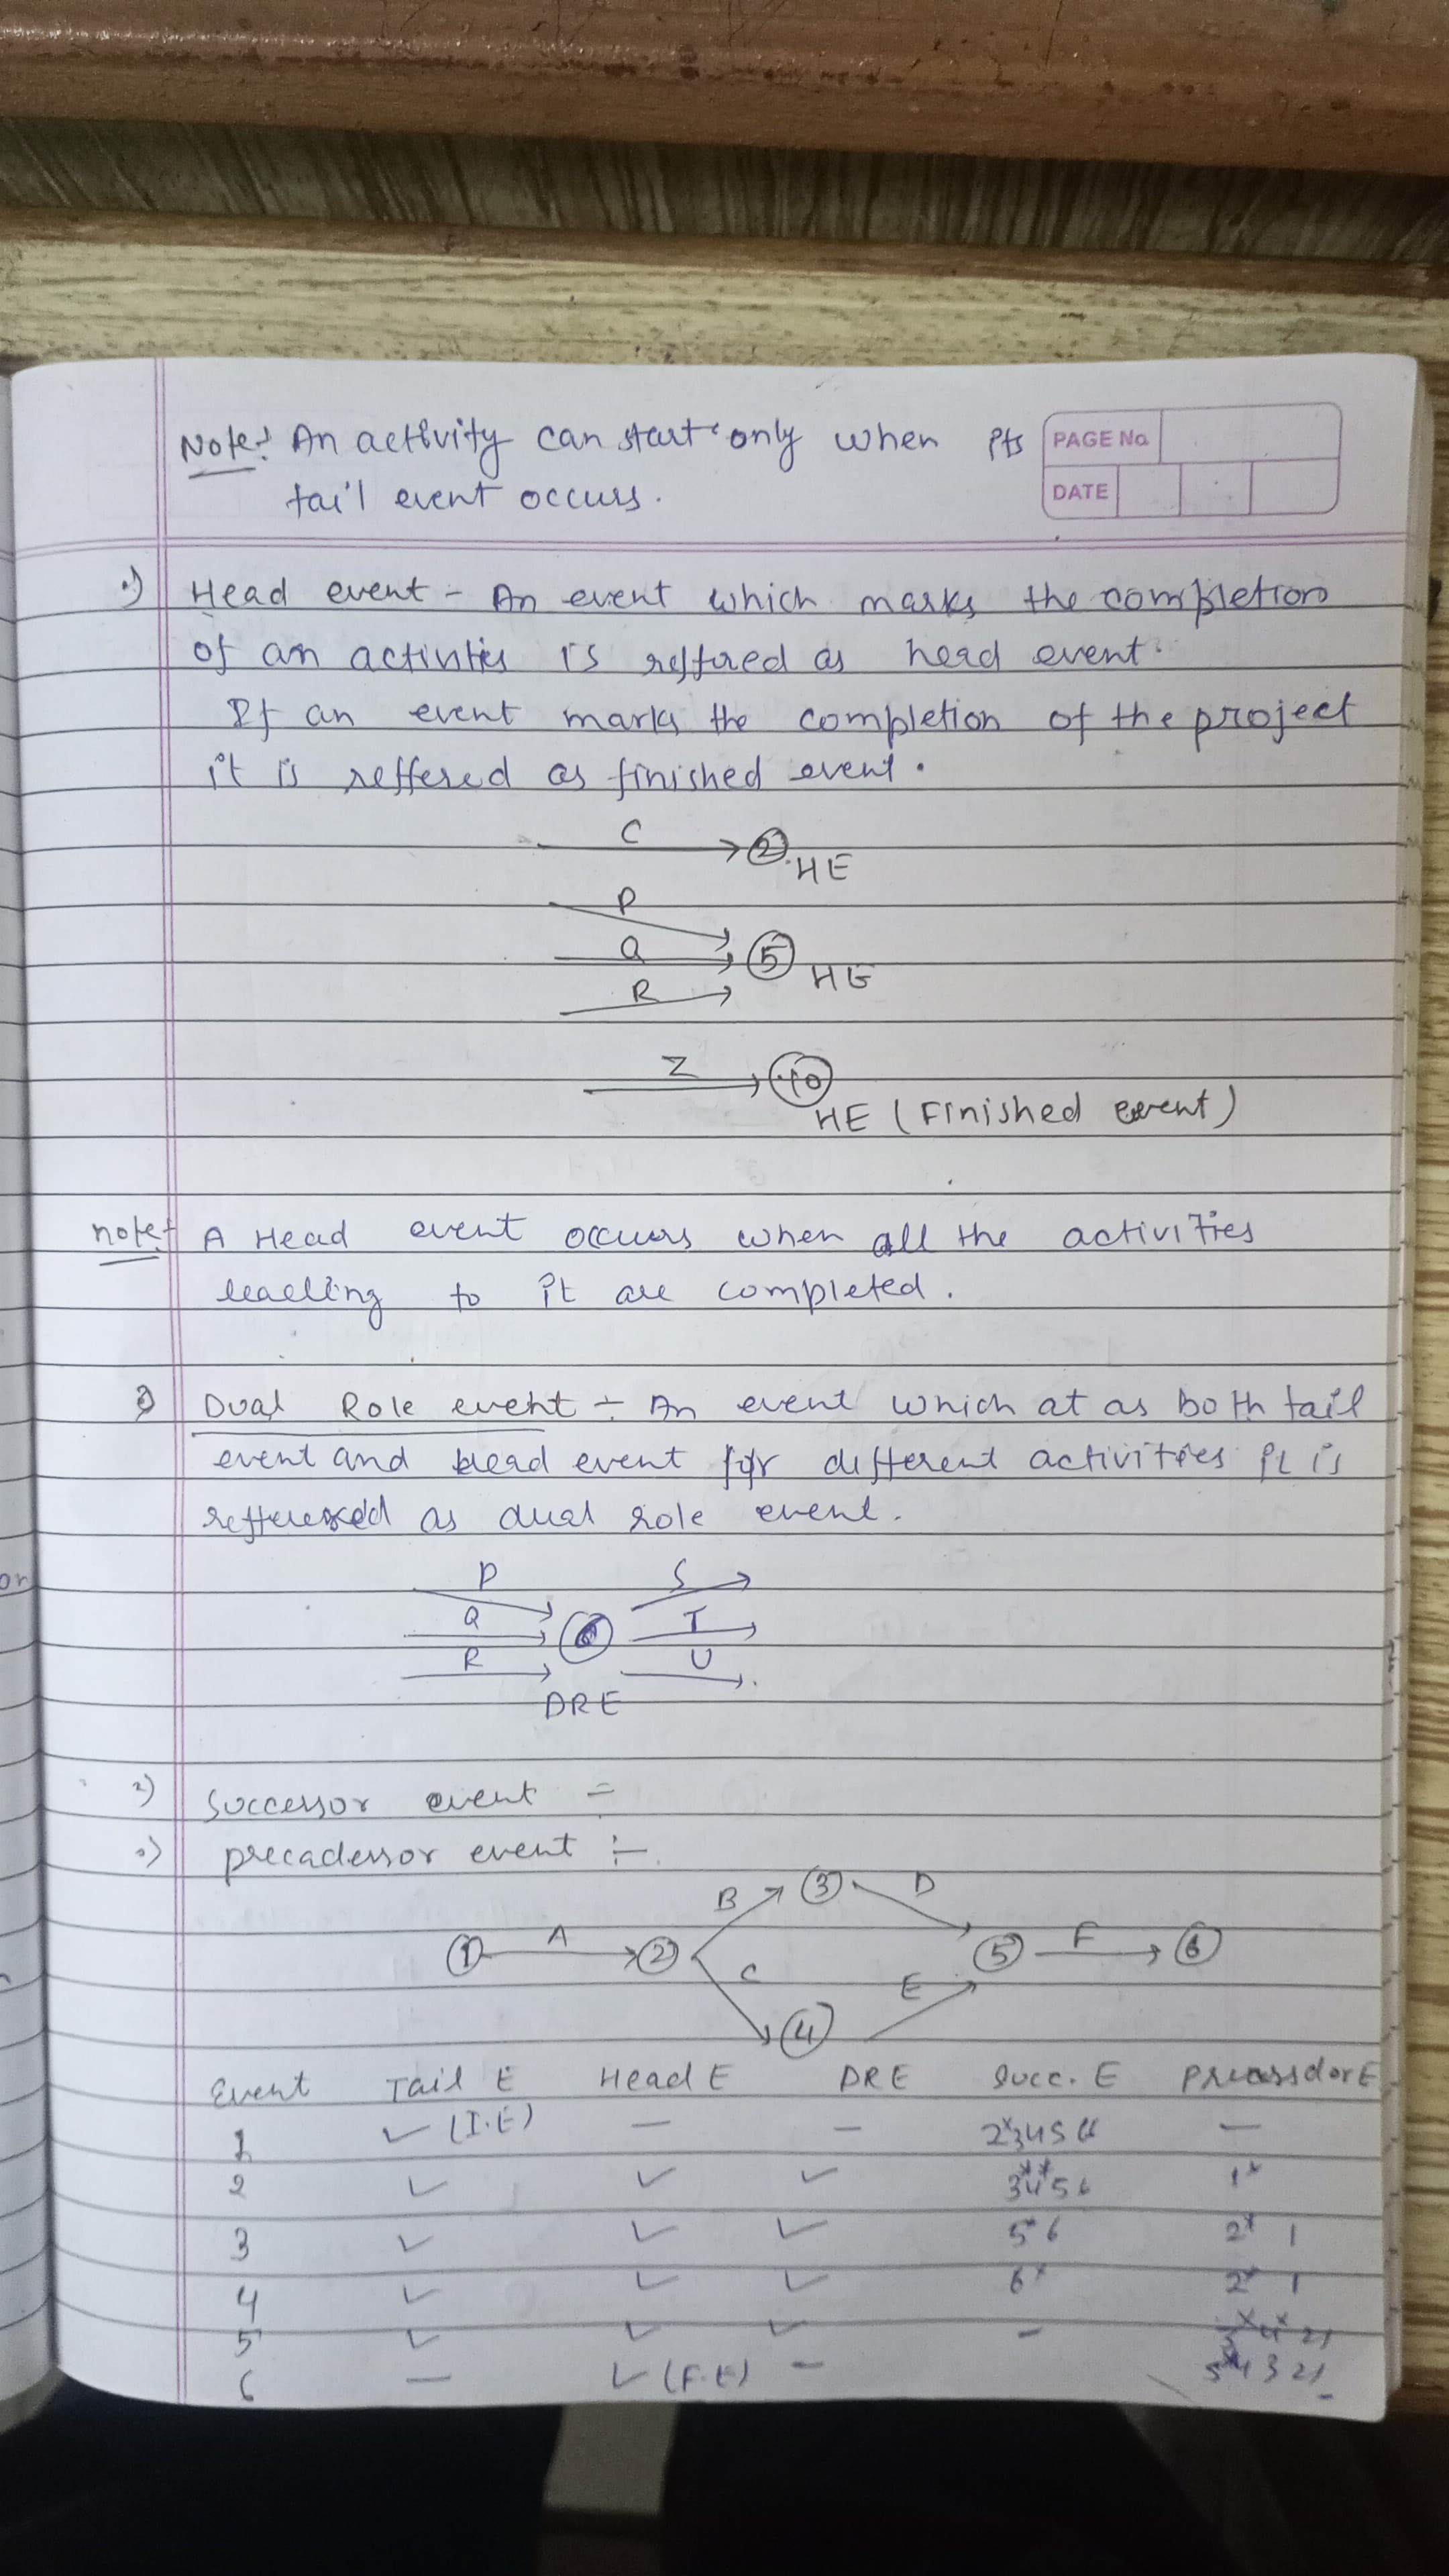 Note:- An activity can start only when its
tail event occurs.
PAGE No
DATE
Head event - An event which marks the completion
of an activities is reffered as head event.
If an event marks the completion of the project
it is reffered as finished event.
C
2
HE
P
Q
5
R
HE
Z
10
HE (Finished event)
note:- A Head event occurs when all the activities
leading to it are completed.
Dual Role event :- An event which at as both tail
event and head event for different activities it is
reffereed as dual role event.
P S
Q T
R U
DRE
Successor event =
precadessor event :-
B 3 D
1 A 2 5 F 6
C E
4
Event Tail E Head E DRE Succ. E E
1 ✓ (I.E) — — 2*3456 —
2 ✓ ✓ ✓ 3*4*56 1*
3 ✓ ✓ ✓ 5*6 2* 1
4 ✓ ✓ ✓ 6* 2* 1
5 ✓ ✓ ✓ - 3*4*21
6 — ✓ (F.E) — 5*4321